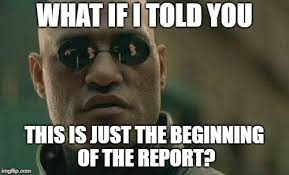 WHAT IF I TOLD YOU
THIS IS JUST THE BEGINNING
OF THE REPORT?
imgflip.com